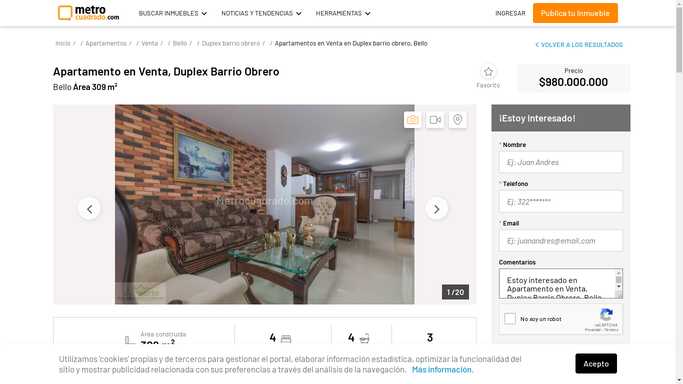 metro
cuadrado.com
BUSCAR INMUEBLES
NOTICIAS Y TENDENCIAS
HERRAMIENTAS
INGRESAR
Publica tu Inmueble
Inicio / / Apartamentos / / Venta / / Bello / / Duplex barrio obrero / / Apartamentos en Venta en Duplex barrio obrero, Bello
< VOLVER A LOS RESULTADOS
Apartamento en Venta, Duplex Barrio Obrero
Bello Area 309 m²
Favorito
Precio
$980.000.000
Metrocuadrado.com
1 / 20
¡Estoy Interesado!
* Nombre
Ej: Juan Andres
* Telefono
Ej: 322*******
* Email
Ej: juanandres@email.com
Comentarios
Estoy interesado en
Apartamento en Venta,
Duplex Barrio Obrero, Bello
No soy un robot
reCAPTCHA
Privacidad - Términos
Área construida
309 m²
4
4
3
Utilizamos 'cookies' propias y de terceros para gestionar el portal, elaborar información estadística, optimizar la funcionalidad del
sitio y mostrar publicidad relacionada con sus preferencias a través del análisis de la navegación. Más información.
Acepto